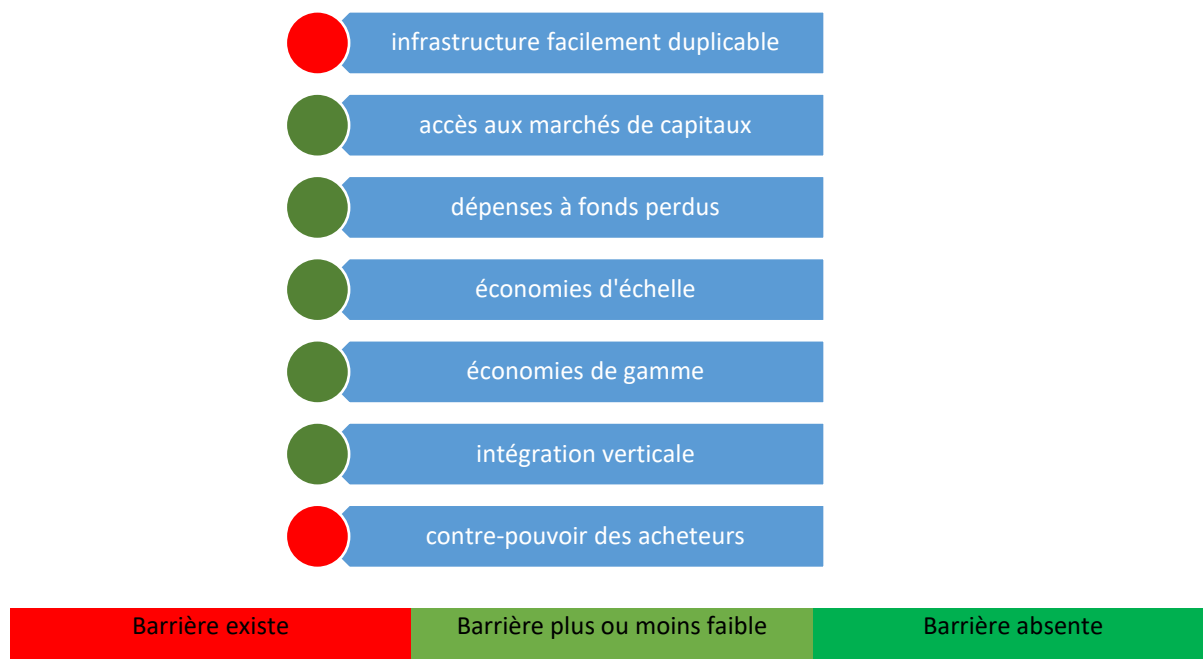 infrastructure facilement duplicable
accès aux marchés de capitaux
dépenses à fonds perdus
économies d'échelle
économies de gamme
intégration verticale
contre-pouvoir des acheteurs
Barrière existe
Barrière plus ou moins faible
Barrière absente